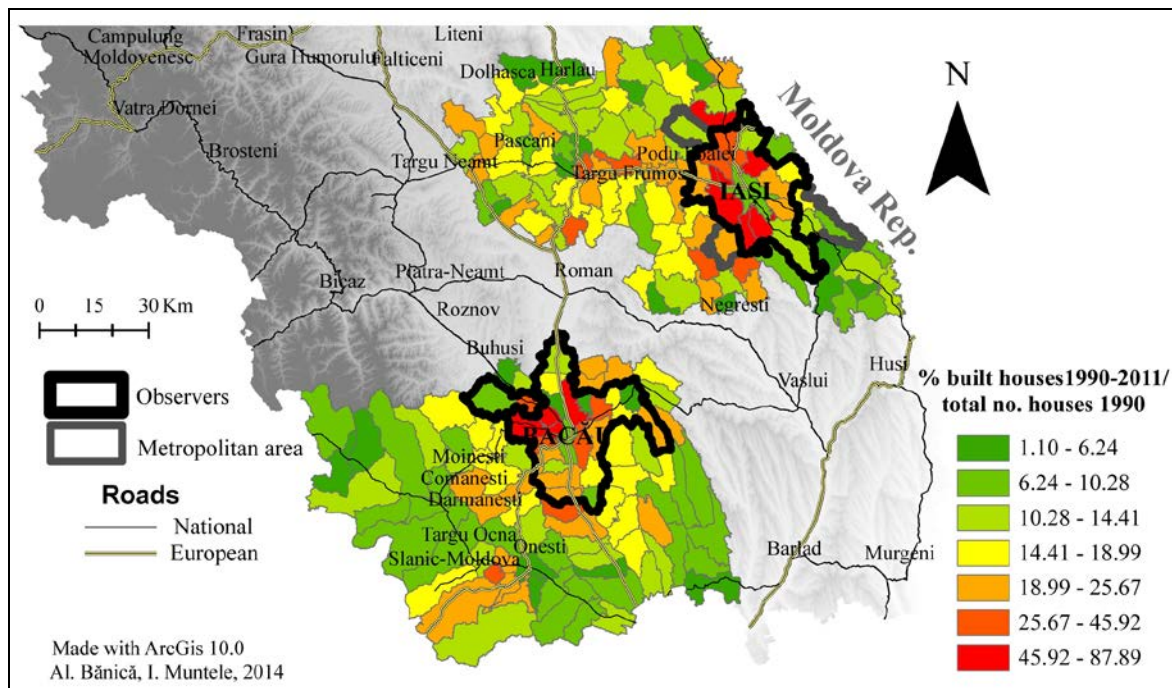 Campulung
Moldovenesc
Frasin
Gura Humorului
Falticeni
Liteni
Dolhasca
Harlau
N
Vatra Dornei
Brosteni
Pascani
Targu Neamt
Targu Frumos
Podu Iloaiei
IAȘI
Moldova Rep.
Piatra-Neamt
Roman
Bicaz
Roznov
Negresti
0 15 30 Km
Buhusi
Husi
Vaslui
Observers
Metropolitan area
Roads
National
European
BACĂU
Moinesti
Comanesti
Darmanesti
Targu Ocna
Onesti
Slanic-Moldova
Barlad
Murgeni
% built houses1990-2011/
total no. houses 1990
1.10 - 6.24
6.24 - 10.28
10.28 - 14.41
14.41 - 18.99
18.99 - 25.67
25.67 - 45.92
45.92 - 87.89
Made with ArcGis 10.0
Al. Bănică, I. Muntele, 2014